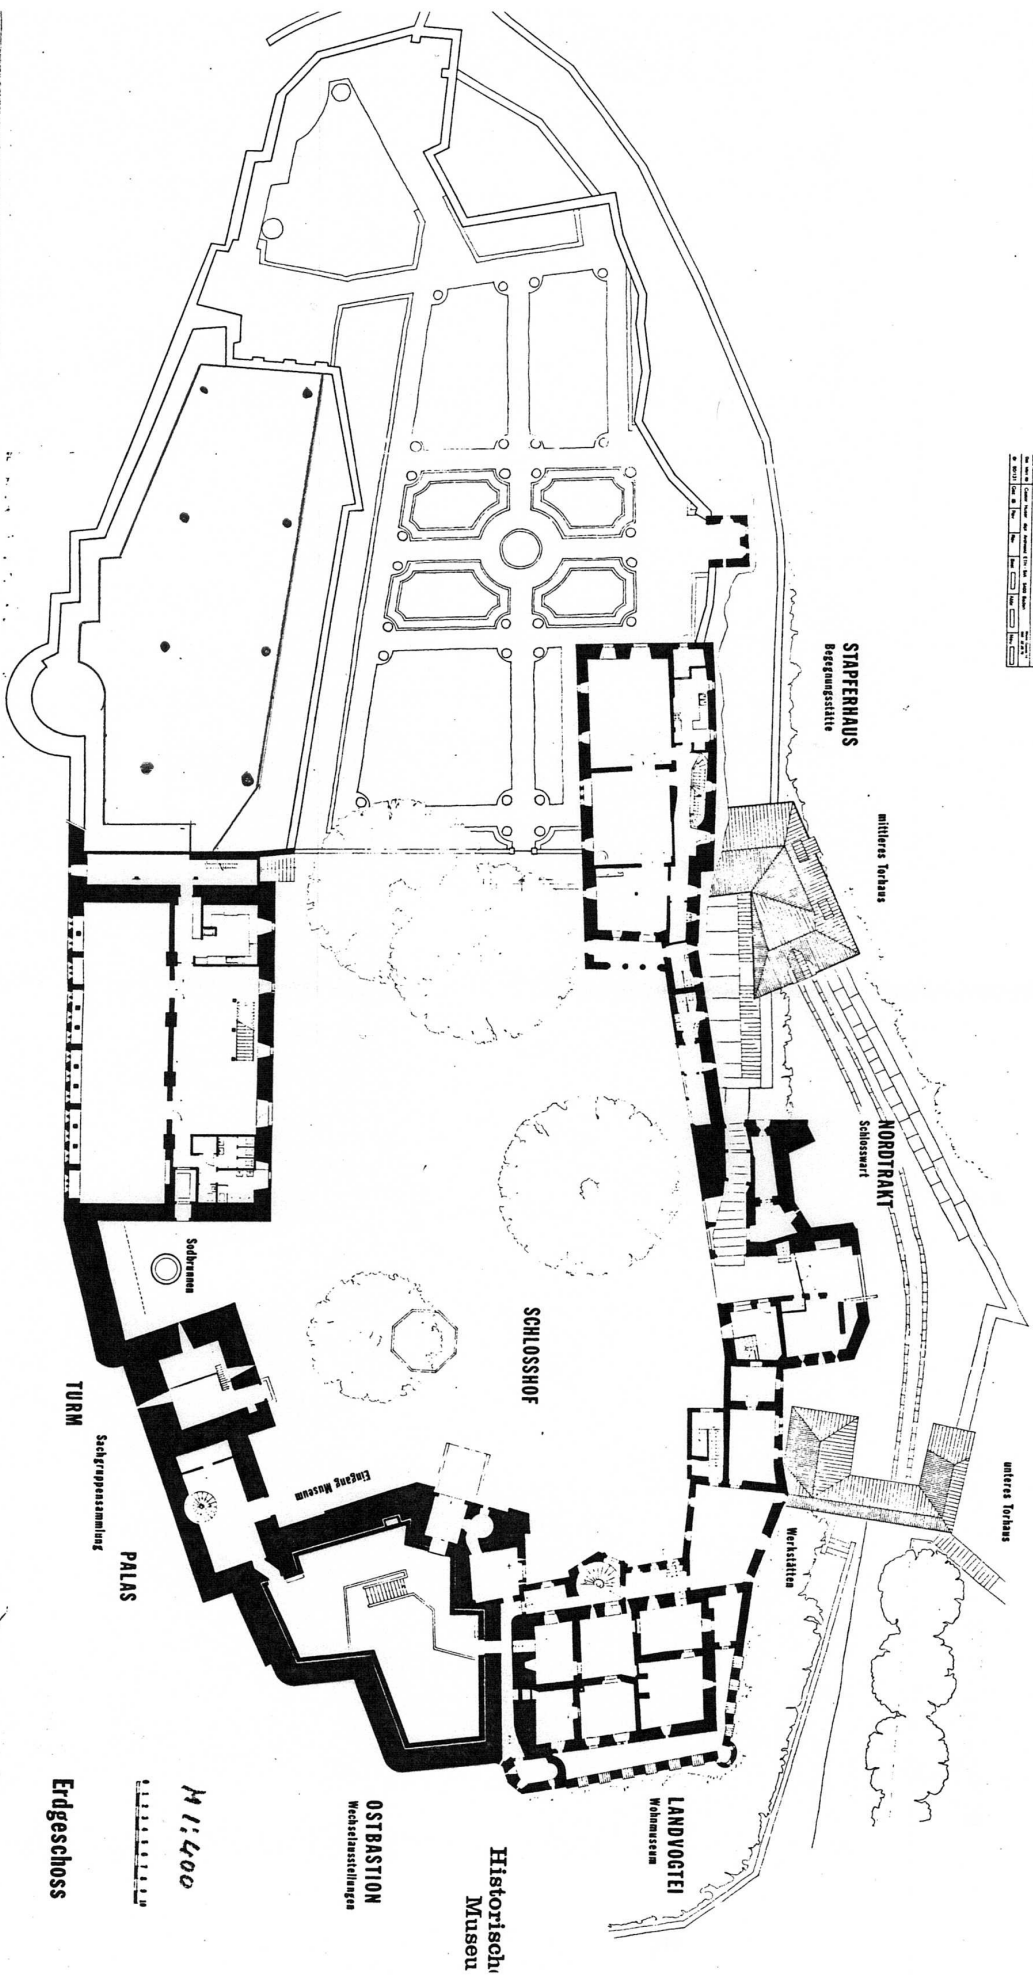 STAPFERHAUS
Begegnungsstätte
mittleres Torhaus
NORDTRAKT
Schlosswart
unteres Torhaus
Werkstätten
Sodbrunnen
SCHLOSSHOF
TURM
Sachgruppensammlung
PALAS
Eingang Museum
OSTBASTION
Wechselausstellungen
LANDVOGTEI
Wohnmuseum
Historische
Museu
M 1:400
Erdgeschoss